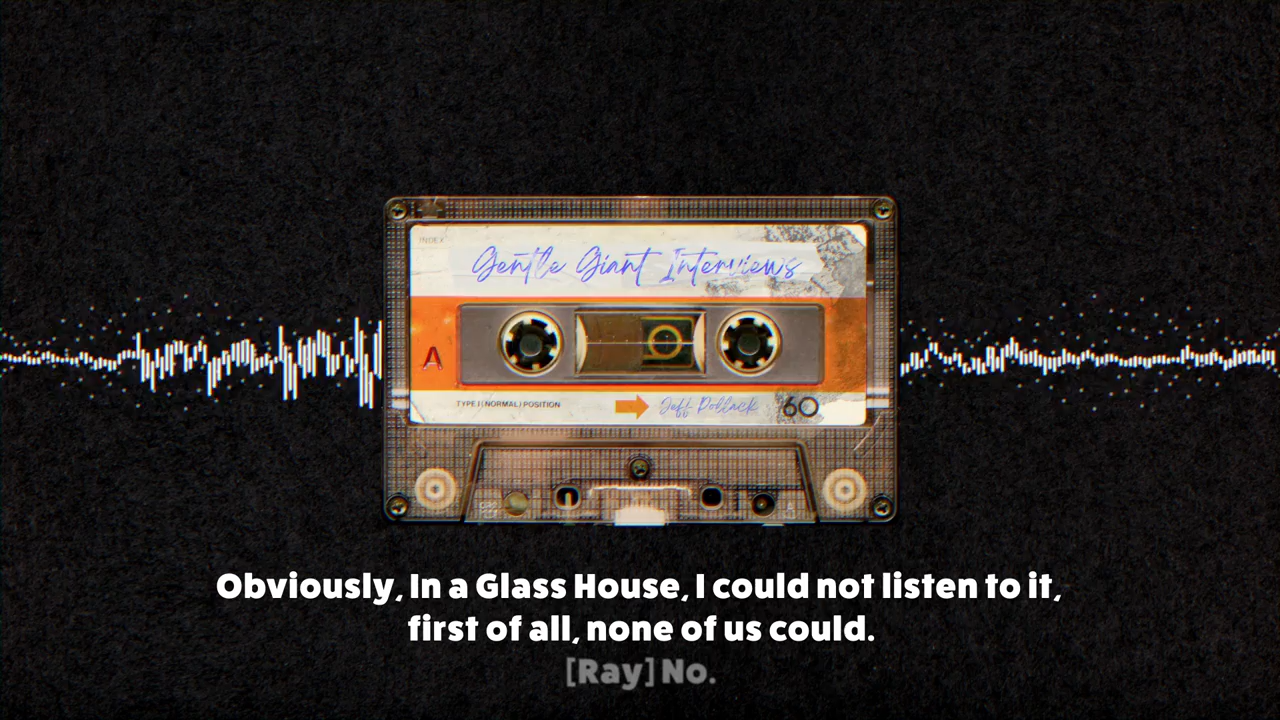 INDEX
Gentle Giant Interviews
A
TYPE I (NORMAL) POSITION
Jeff Pollack 60
Obviously, In a Glass House, I could not listen to it,
first of all, none of us could.
[Ray] No.